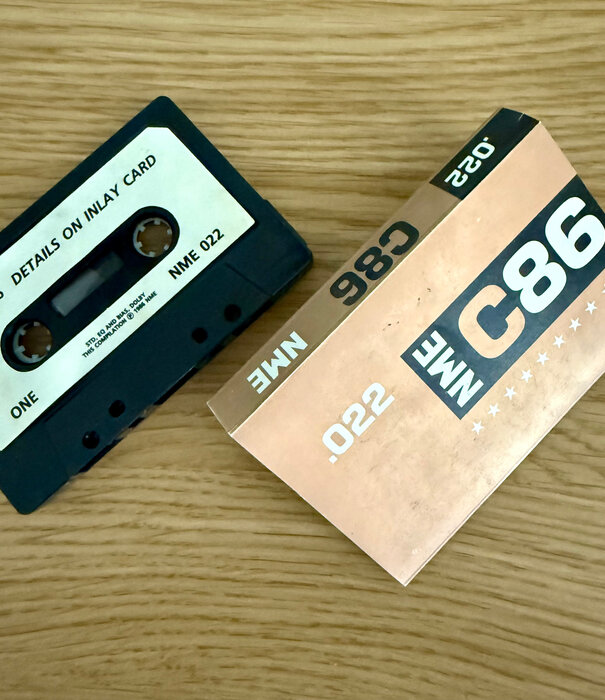 DETAILS ON INLAY CARD
NME 022
STD. EQ AND BIAS. DOLBY
THIS COMPILATION ℗ 1986 NME
ONE
.022
C86
NME
.022
NME
C86